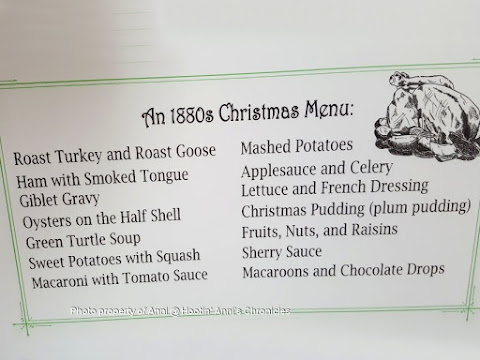 An 1880s Christmas Menu:
Roast Turkey and Roast Goose
Ham with Smoked Tongue
Giblet Gravy
Oysters on the Half Shell
Green Turtle Soup
Sweet Potatoes with Squash
Macaroni with Tomato Sauce
Mashed Potatoes
Applesauce and Celery
Lettuce and French Dressing
Christmas Pudding (plum pudding)
Fruits, Nuts, and Raisins
Sherry Sauce
Macaroons and Chocolate Drops
Photo property of Anni @ Hootin' Anni's Chronicles